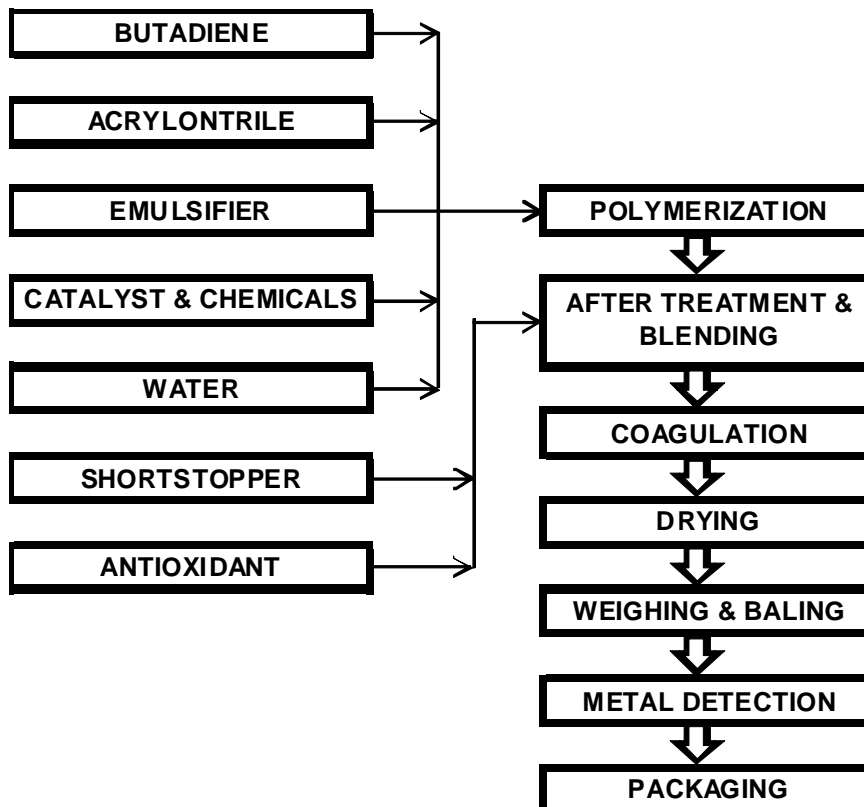 BUTADIENE
ACRYLONTRILE
EMULSIFIER
CATALYST & CHEMICALS
WATER
SHORTSTOPPER
ANTIOXIDANT
POLYMERIZATION
AFTER TREATMENT &
BLENDING
COAGULATION
DRYING
WEIGHING & BALING
METAL DETECTION
PACKAGING